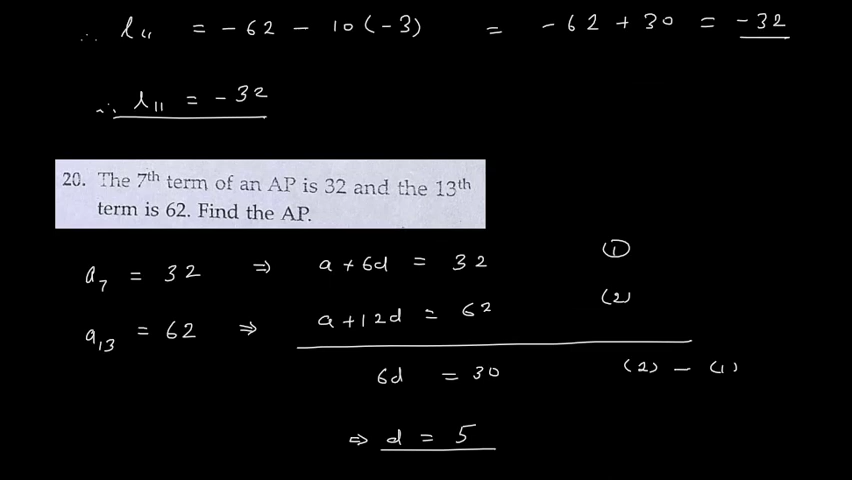 ∴ l₁₁ = -62 - 10(-3) = -62 + 30 = -32
∴ l₁₁ = -32
20. The 7th term of an AP is 32 and the 13th
term is 62. Find the AP.
a₇ = 32 ⇒ a + 6d = 32 (1)
a₁₃ = 62 ⇒ a + 12d = 62 (2)
6d = 30 (2) - (1)
⇒ d = 5